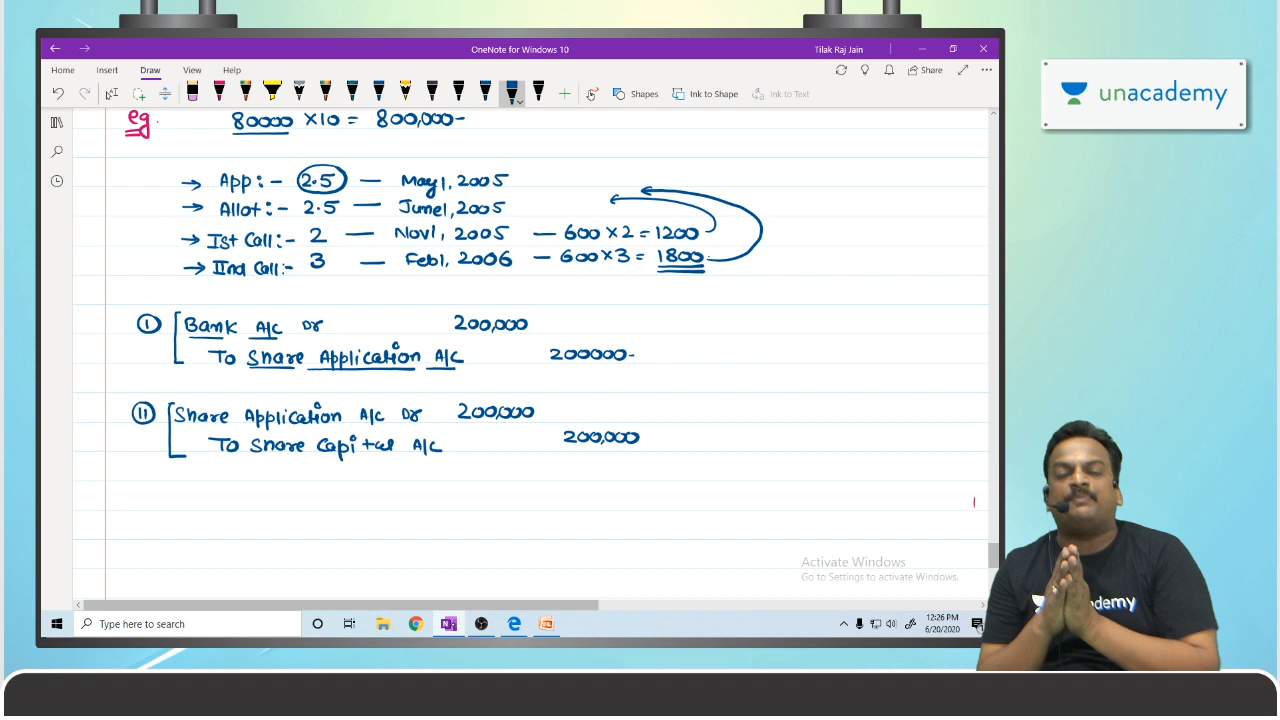 OneNote for Windows 10
Tilak Raj Jain
Home Insert Draw View Help
Share
Shapes Ink to Shape Ink to Text
eg. 80000 × 10 = 800,000-
→ App:- 2.5 — May1, 2005
→ Allot:- 2.5 — June1, 2005
→ Ist Call:- 2 — Nov1, 2005 — 600 × 2 = 1200
→ IInd Call:- 3 — Feb1, 2006 — 600 × 3 = 1800
(I) Bank A/C Dr 200,000
To Share Application A/C 200000-
(II) Share Application A/C Dr 200,000
To Share Capital A/C 200,000
Activate Windows
Go to Settings to activate Windows.
Type here to search
12:26 PM
6/20/2020
unacademy
demy